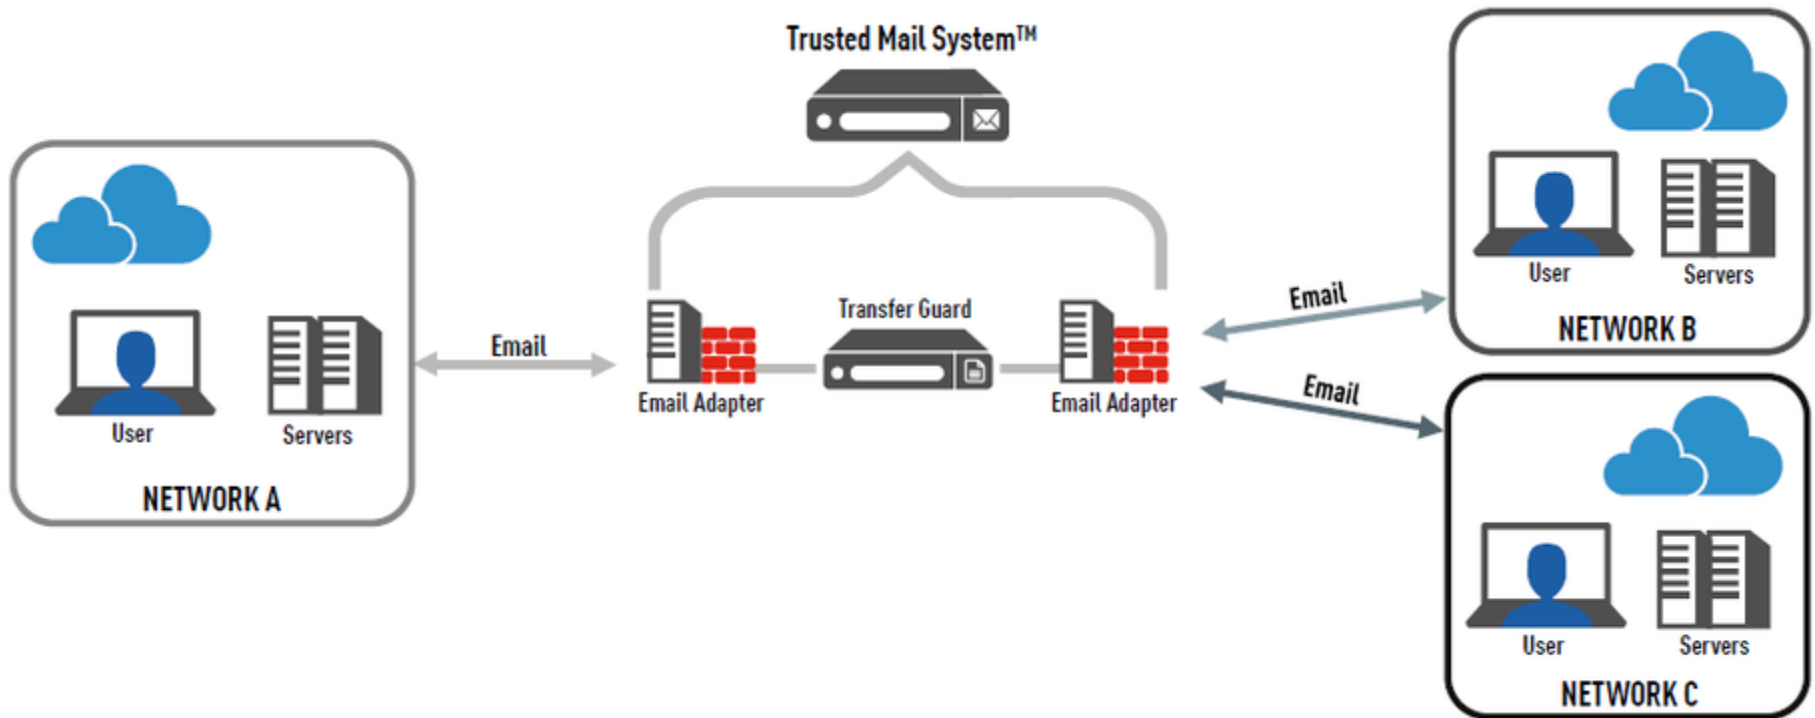 Trusted Mail System™
User
Servers
NETWORK A
Email
Email Adapter
Transfer Guard
Email Adapter
Email
Email
User
Servers
NETWORK B
User
Servers
NETWORK C